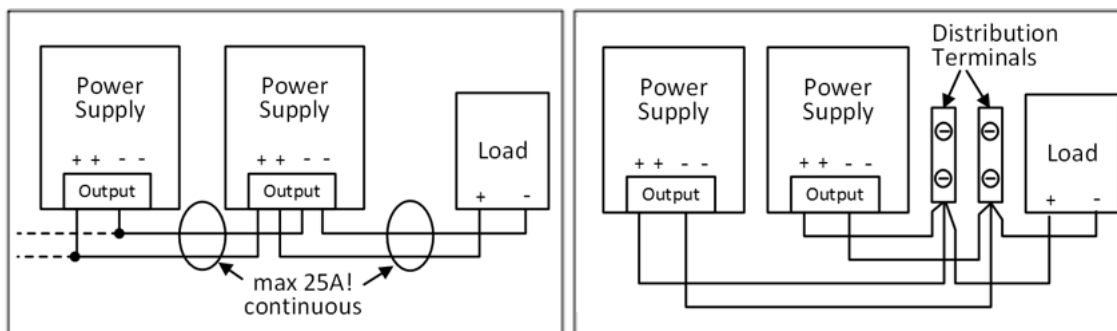 Power
Supply
+ + - -
Output
Power
Supply
+ + - -
Output
Load
+ -
max 25A!
continuous
Power
Supply
+ + - -
Output
Power
Supply
+ + - -
Output
Distribution
Terminals
Load
+ -